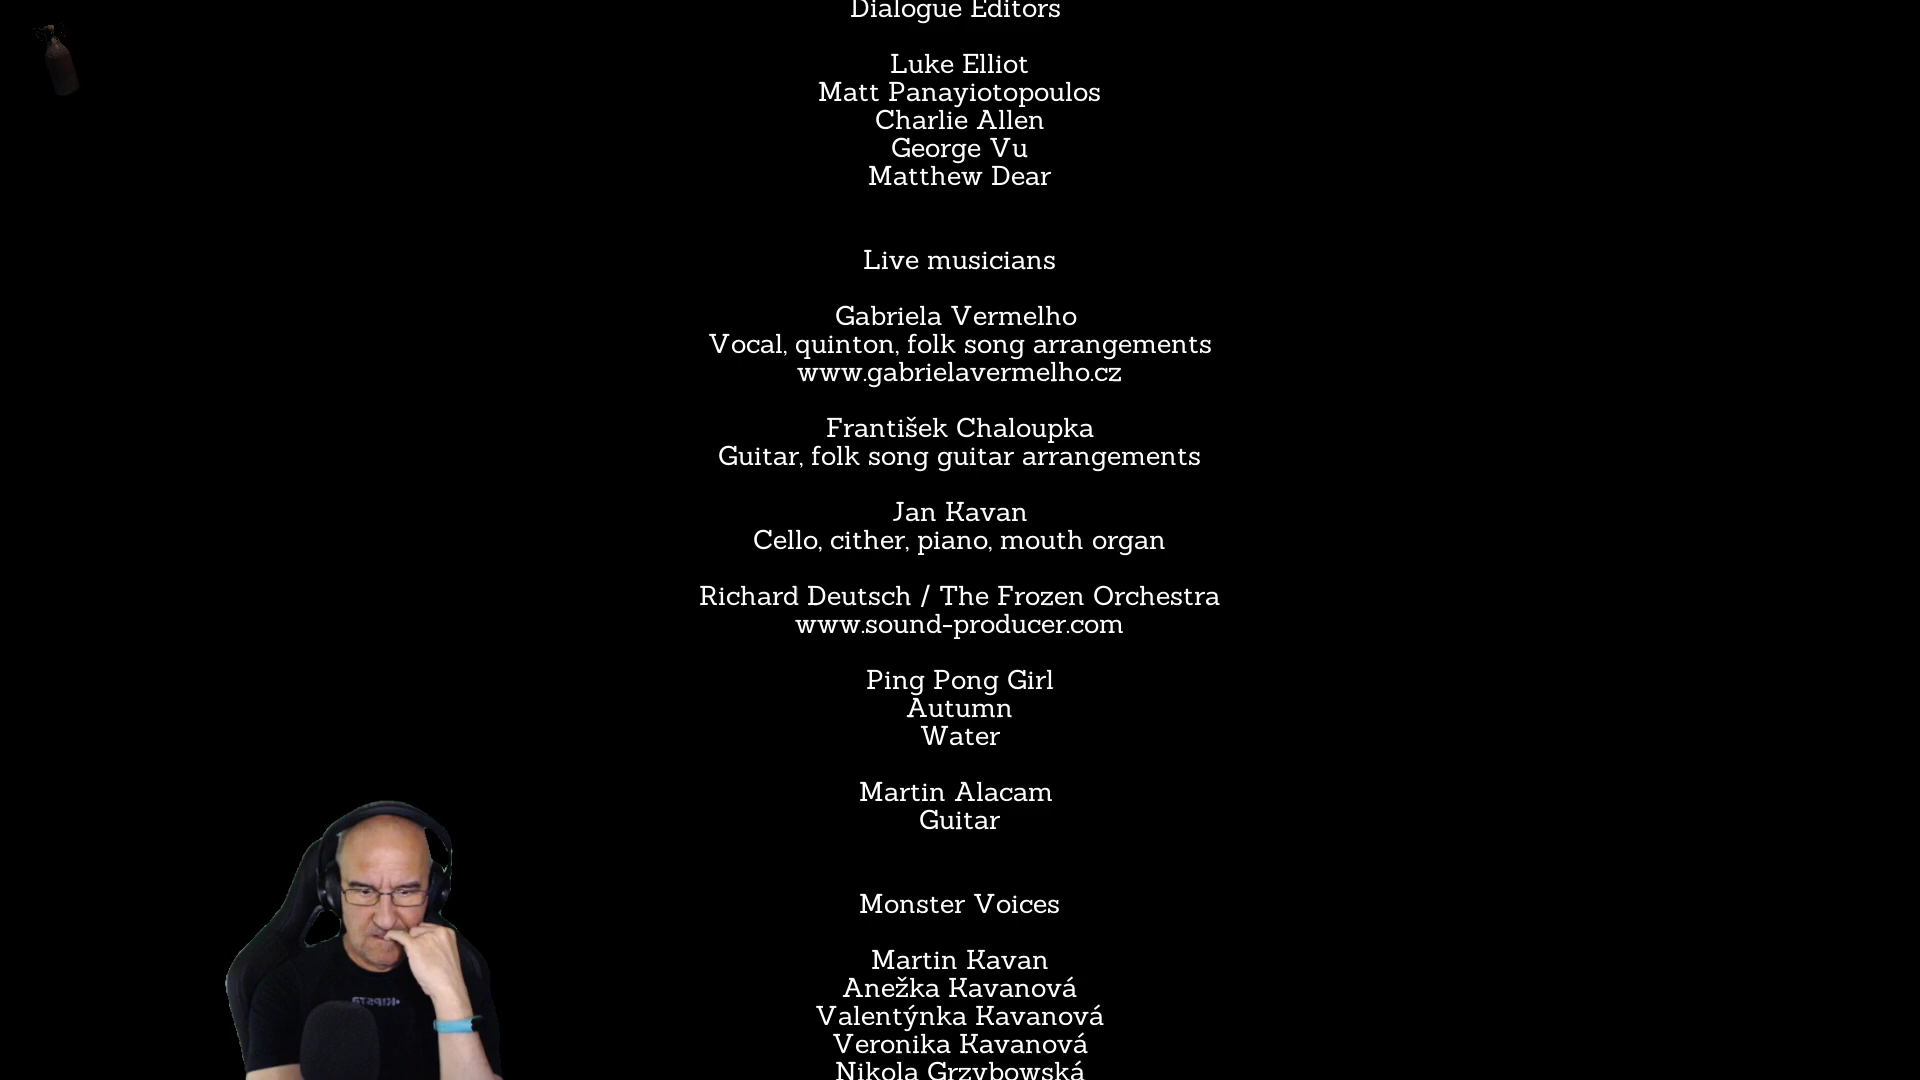 Dialogue Editors
Luke Elliot
Matt Panayiotopoulos
Charlie Allen
George Vu
Matthew Dear
Live musicians
Gabriela Vermelho
Vocal, quinton, folk song arrangements
www.gabrielavermelho.cz
František Chaloupka
Guitar, folk song guitar arrangements
Jan Kavan
Cello, cither, piano, mouth organ
Richard Deutsch / The Frozen Orchestra
www.sound-producer.com
Ping Pong Girl
Autumn
Water
Martin Alacam
Guitar
Monster Voices
Martin Kavan
Anežka Kavanová
Valentýnka Kavanová
Veronika Kavanová
Nikola Grzybowská
KIPSTA